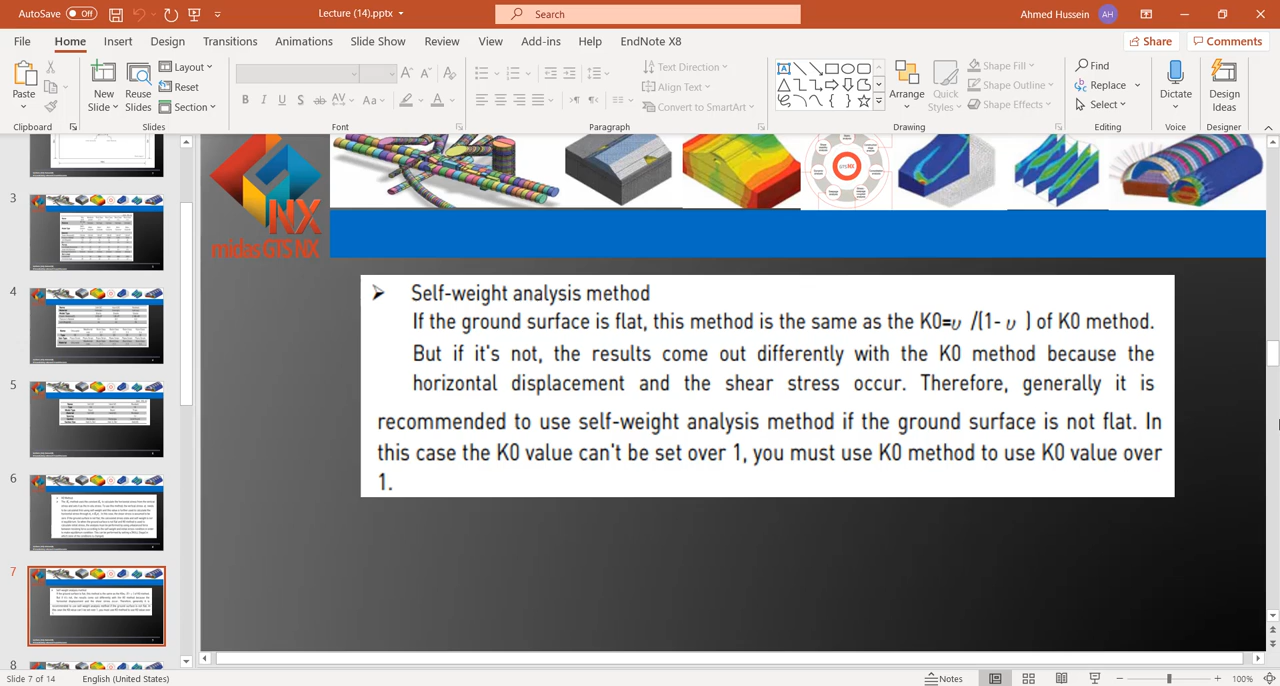 AutoSave Off Lecture (14).pptx Search Ahmed Hussein AH
File Home Insert Design Transitions Animations Slide Show Review View Add-ins Help EndNote X8 Share Comments
Paste New Slide Reuse Slides Layout Reset Section
Text Direction Align Text Convert to SmartArt
Arrange Quick Styles Shape Fill Shape Outline Shape Effects
Find Replace Select Dictate Design Ideas
Clipboard Slides Font Paragraph Drawing Editing Voice Designer
3
4
5
6
7
8
GTS NX
NX
midas GTS NX
➤ Self-weight analysis method
If the ground surface is flat, this method is the same as the K0=υ /(1- υ ) of K0 method.
But if it's not, the results come out differently with the K0 method because the
horizontal displacement and the shear stress occur. Therefore, generally it is
recommended to use self-weight analysis method if the ground surface is not flat. In
this case the K0 value can't be set over 1, you must use K0 method to use K0 value over
1.
Slide 7 of 14 English (United States) Notes 100%